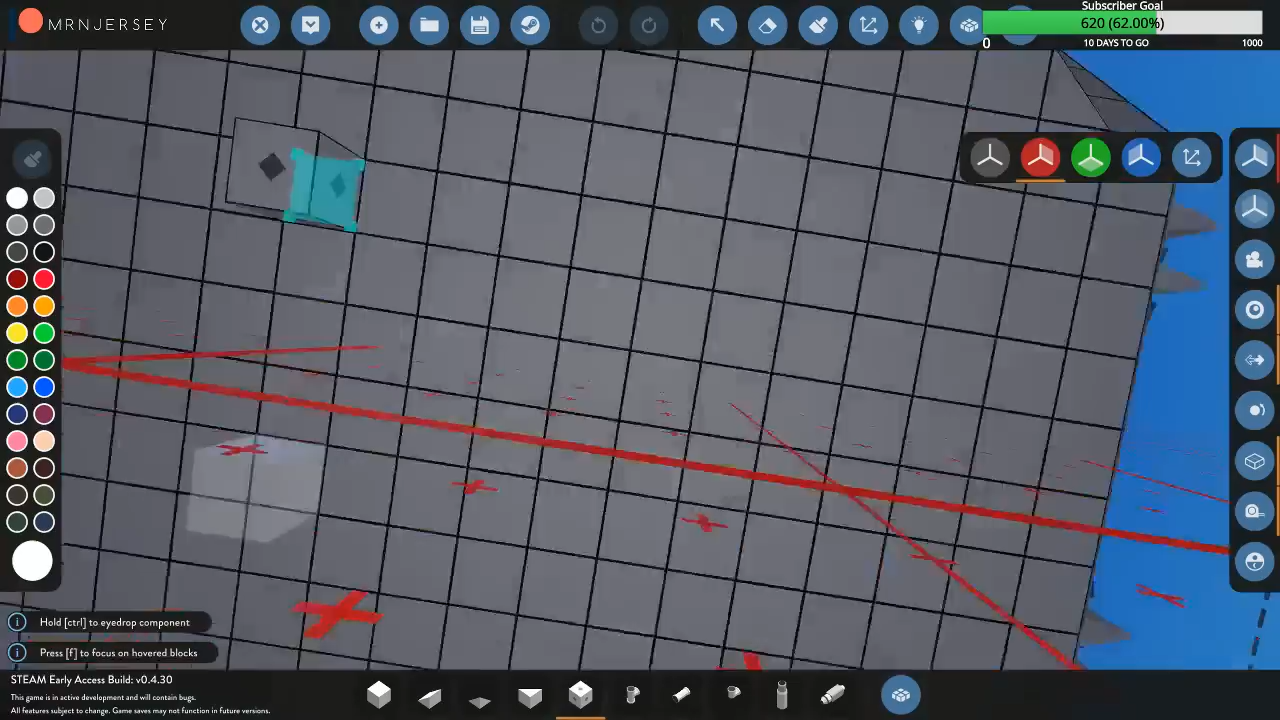 MRNJERSEY
Subscriber Goal
620 (62.00%)
0
10 DAYS TO GO
1000
Hold [ctrl] to eyedrop component
Press [f] to focus on hovered blocks
STEAM Early Access Build: v0.4.30
This game is in active development and will contain bugs.
All features subject to change. Game saves may not function in future versions.